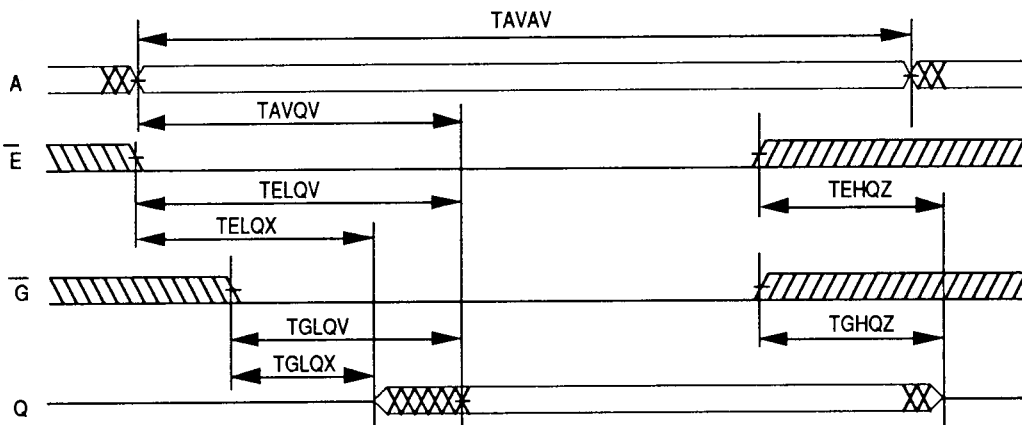 TAVAV
A
TAVQV
E
TELQV
TEHQZ
TELQX
G
TGLQV
TGHQZ
TGLQX
Q